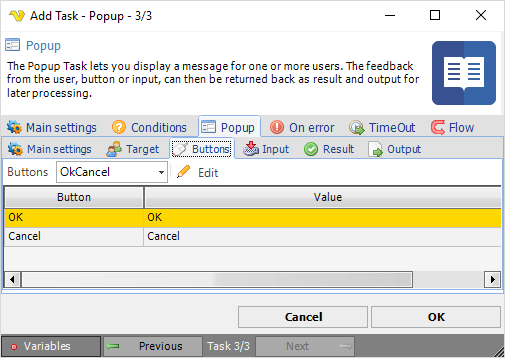 Add Task - Popup - 3/3
Popup
The Popup Task lets you display a message for one or more users. The feedback
from the user, button or input, can then be returned back as result and output for
later processing.
Main settings Conditions Popup On error TimeOut Flow
Main settings Target Buttons Input Result Output
Buttons OkCancel Edit
Button Value
OK OK
Cancel Cancel
Cancel OK
Variables Previous Task 3/3 Next